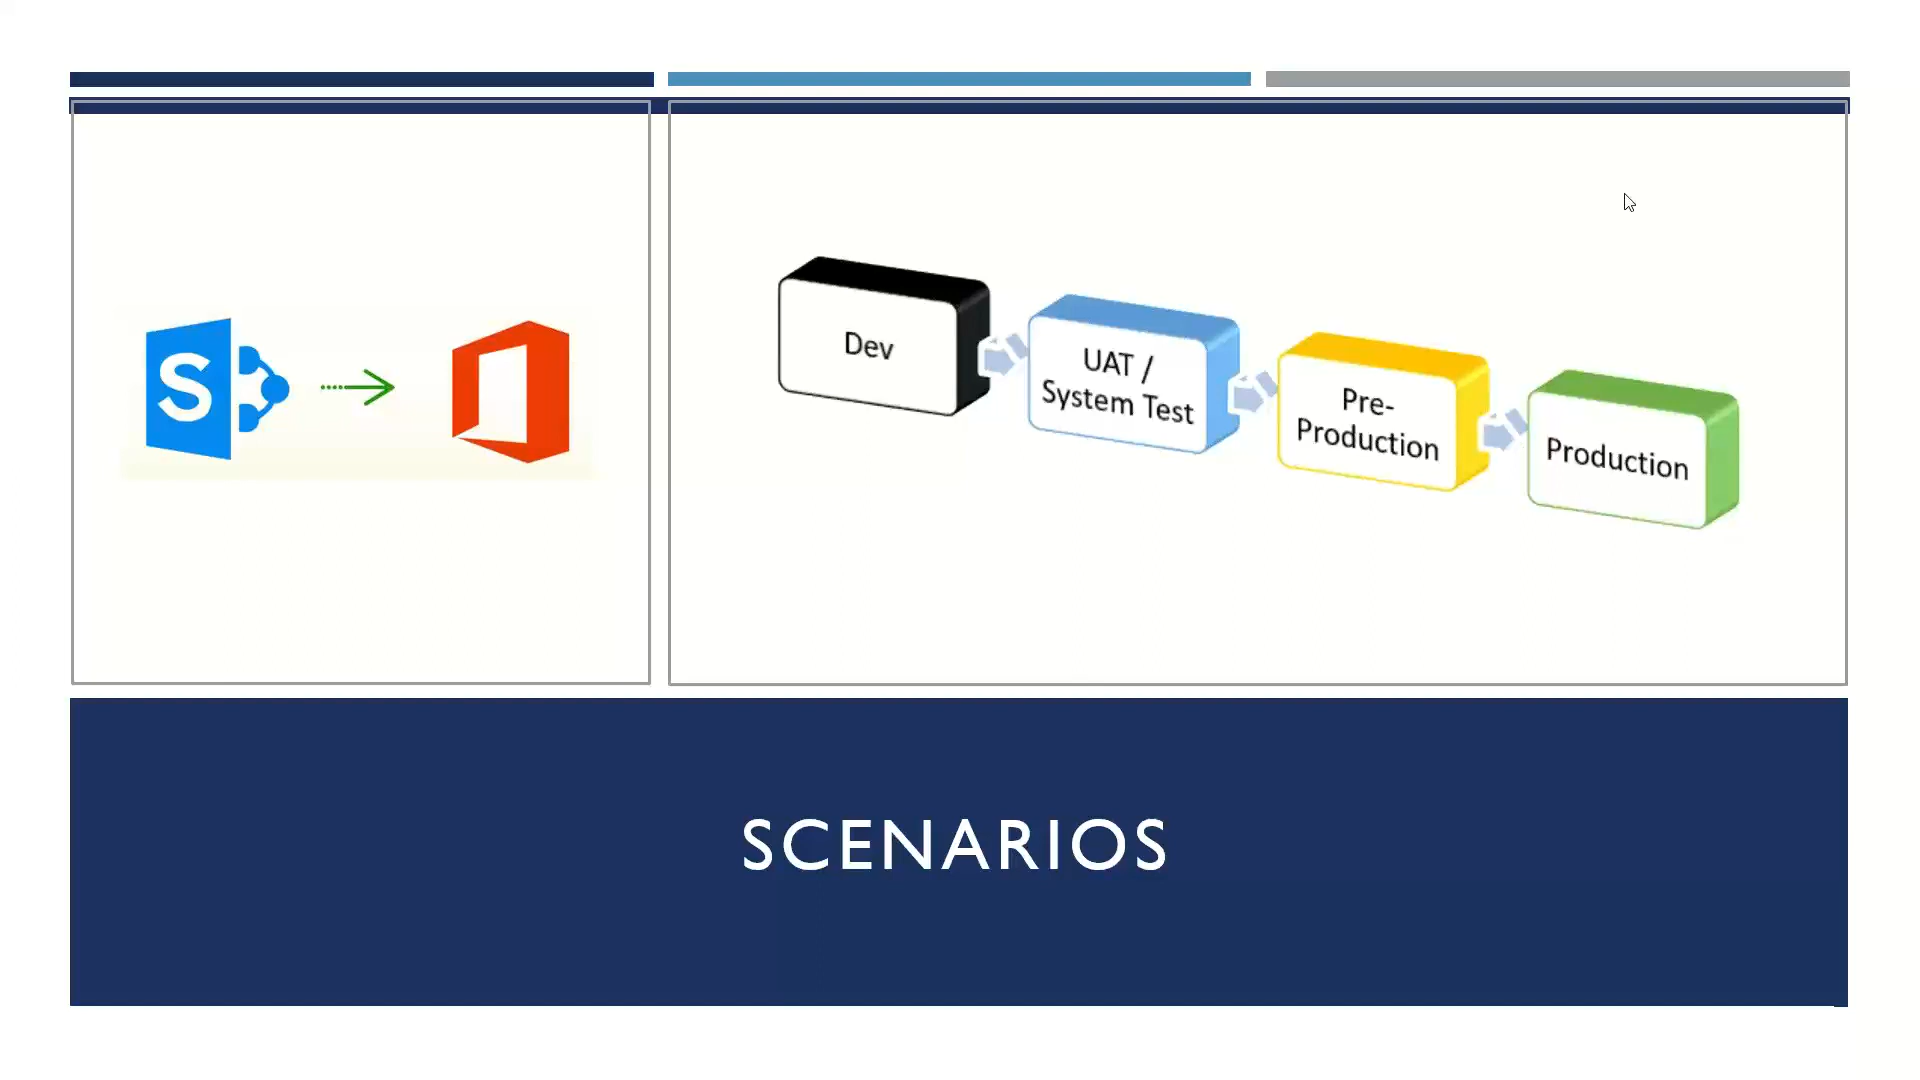 S
Dev
UAT /
System Test
Pre-
Production
Production
SCENARIOS